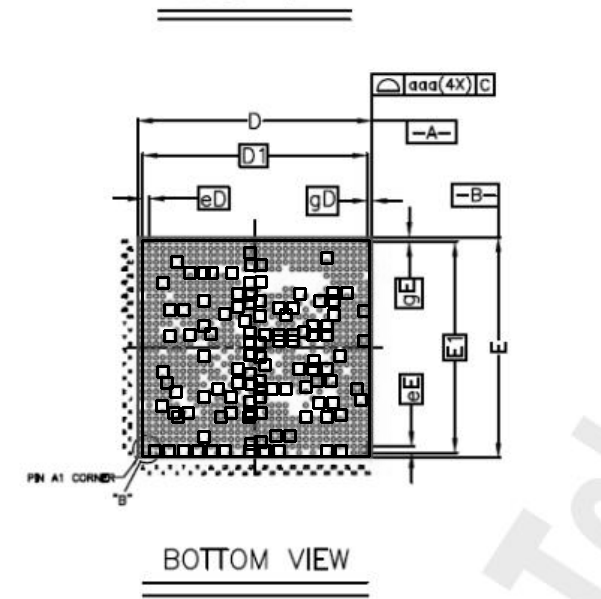 aaa(4X) C
D
-A-
D1
-B-
eD
gD
gE
E1
E
eE
PIN A1 CORNER
"B"
BOTTOM VIEW